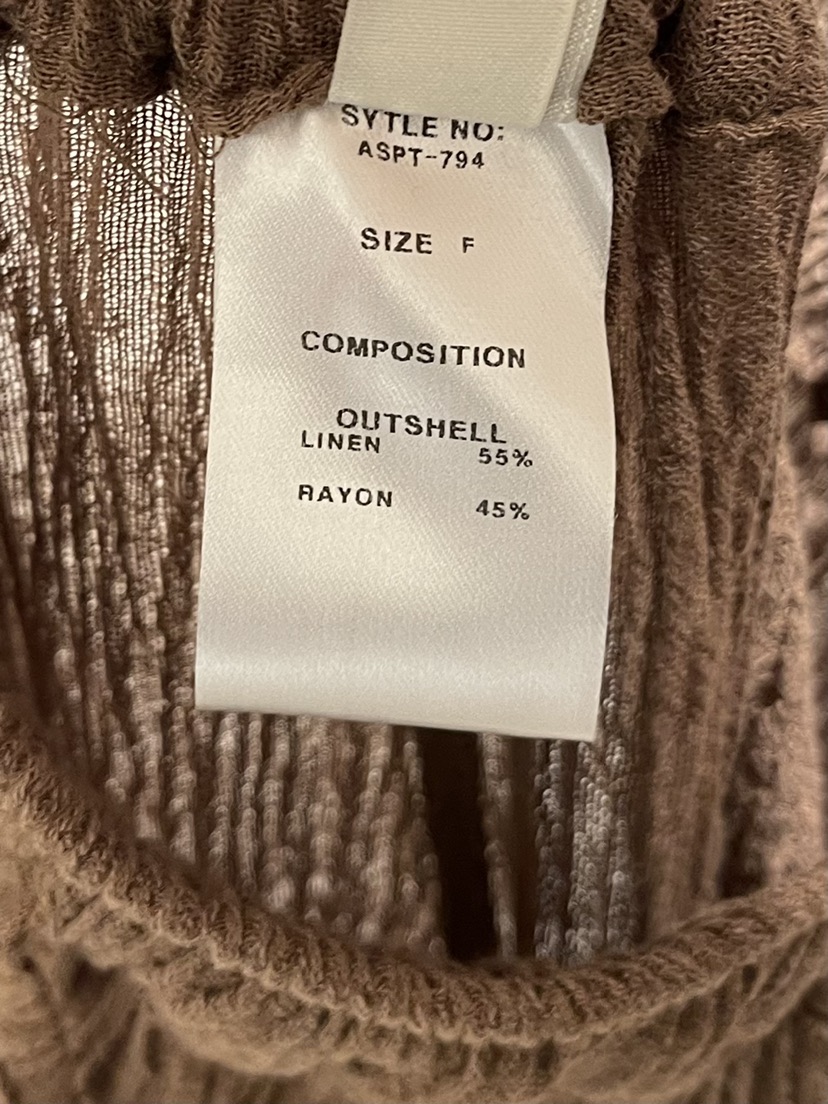 SYTLE NO:
ASPT-794
SIZE F
COMPOSITION
OUTSHELL
LINEN 55%
RAYON 45%